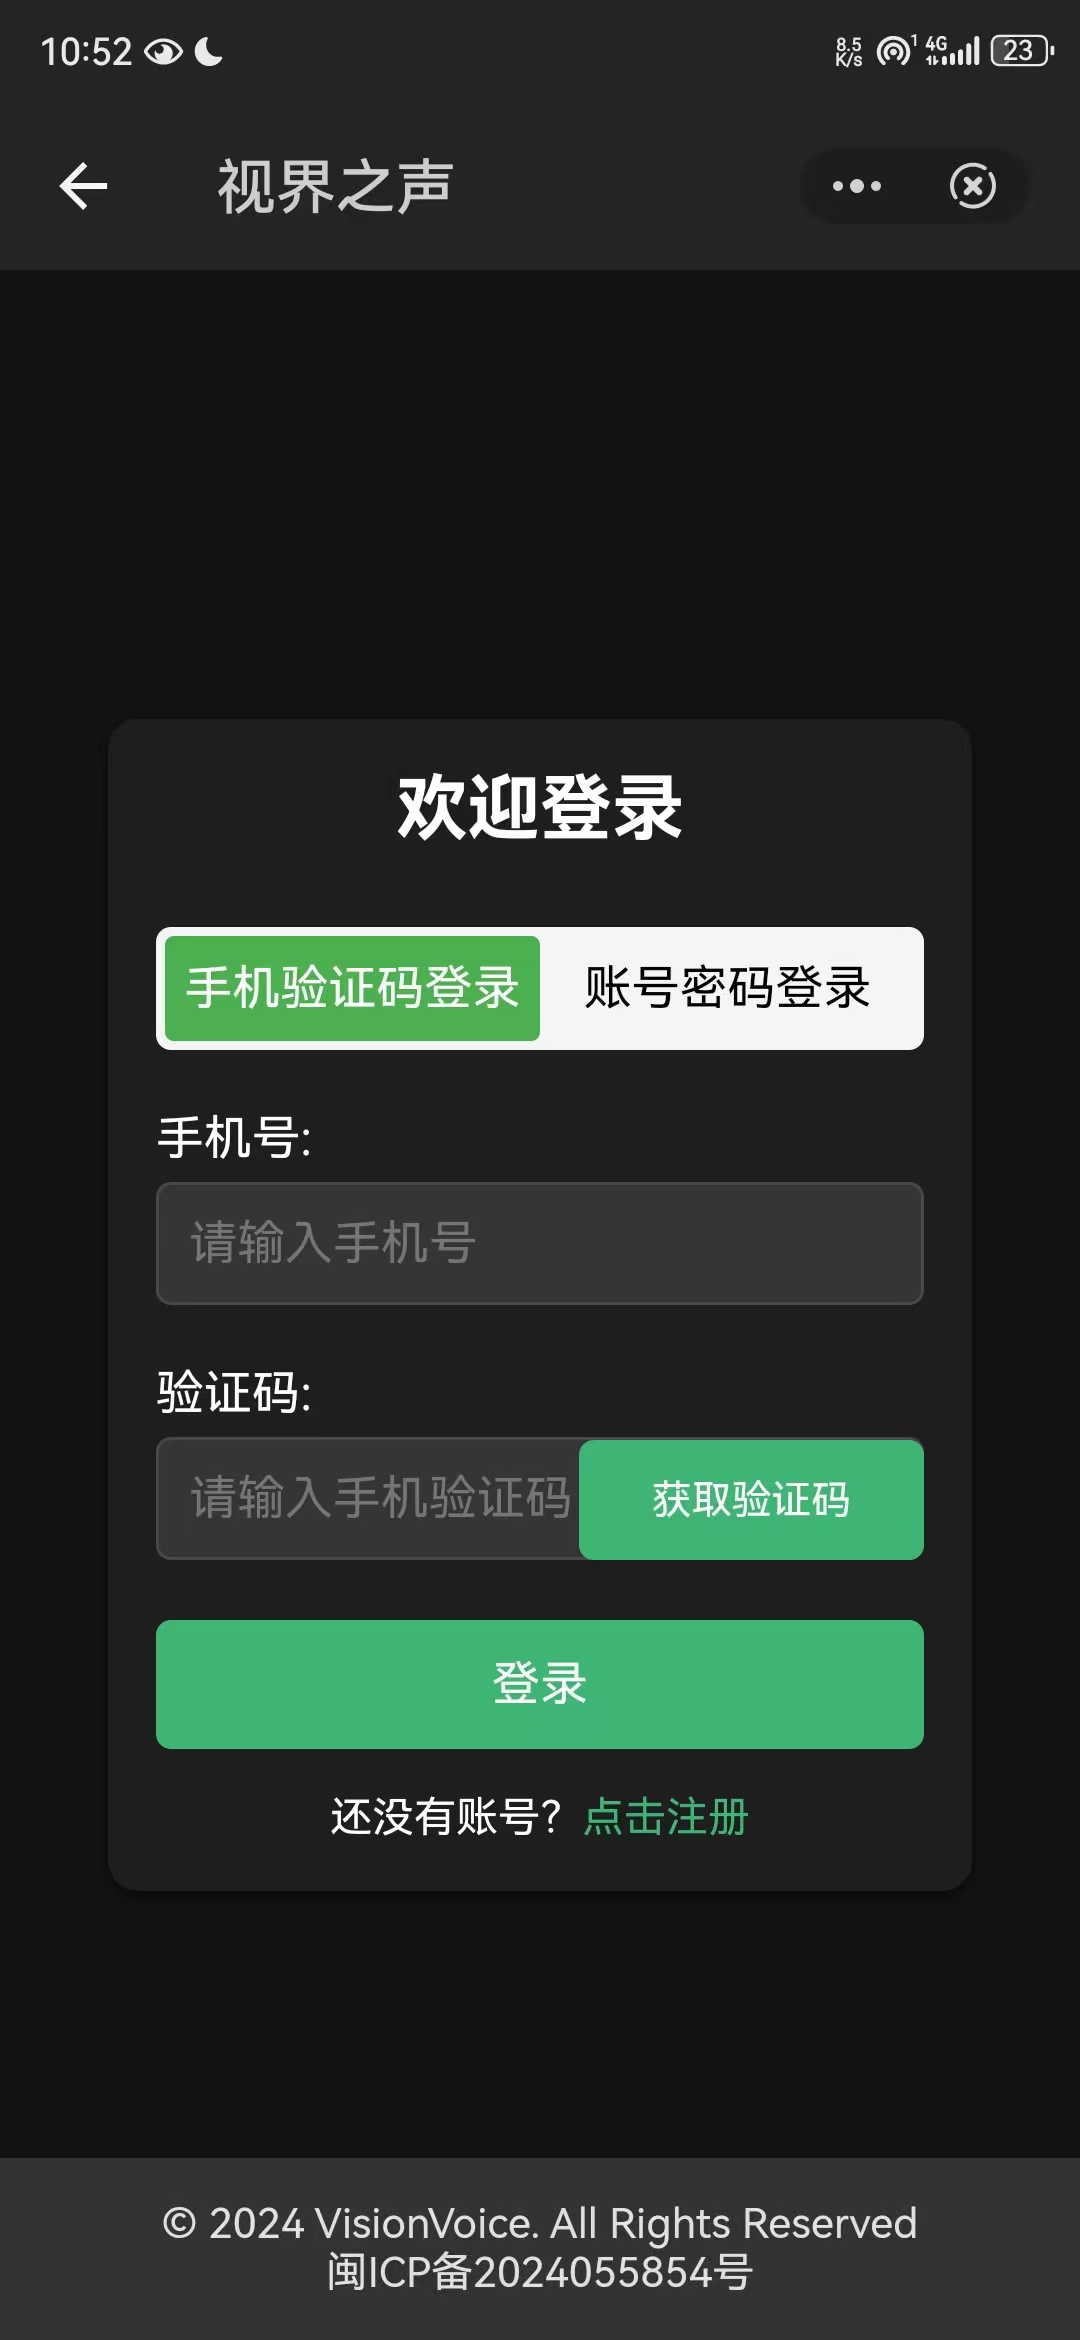 10:52
8.5 K/s 1 4G 23
视界之声
欢迎登录
手机验证码登录 账号密码登录
手机号:
请输入手机号
验证码:
请输入手机验证码 获取验证码
登录
还没有账号？点击注册
© 2024 VisionVoice. All Rights Reserved
闽ICP备2024055854号